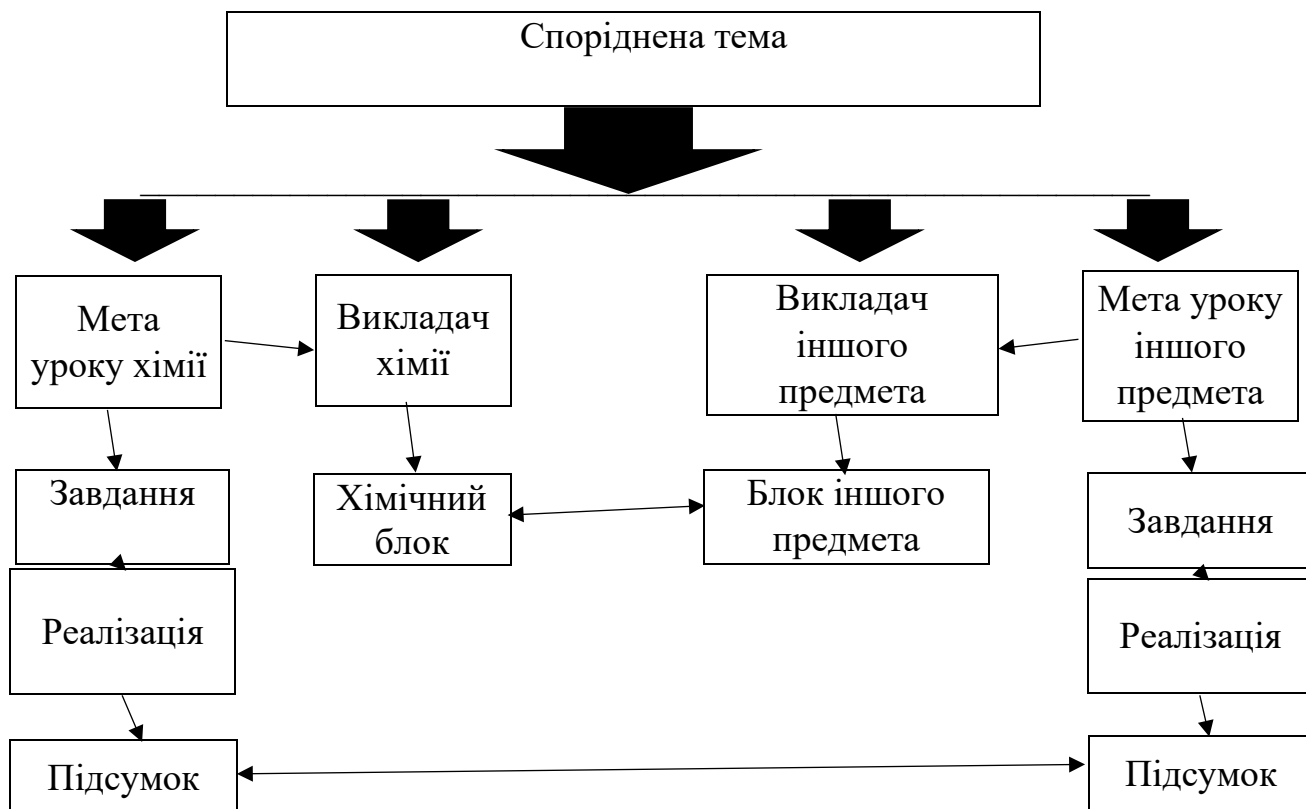 Споріднена тема
Мета
уроку хімії
Викладач
хімії
Викладач
іншого
предмета
Мета уроку
іншого
предмета
Завдання
Хімічний
блок
Блок іншого
предмета
Завдання
Реалізація
Реалізація
Підсумок
Підсумок